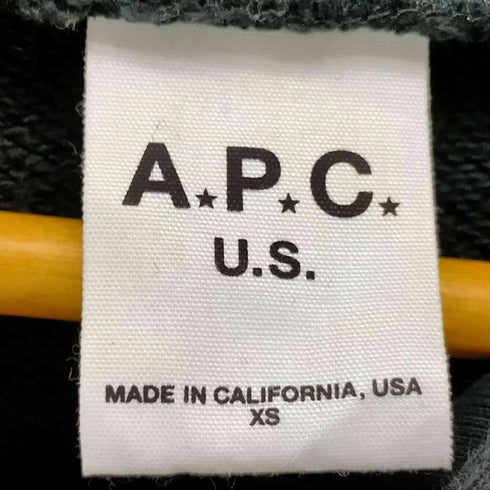 A★P★C★
U.S.
MADE IN CALIFORNIA, USA
XS